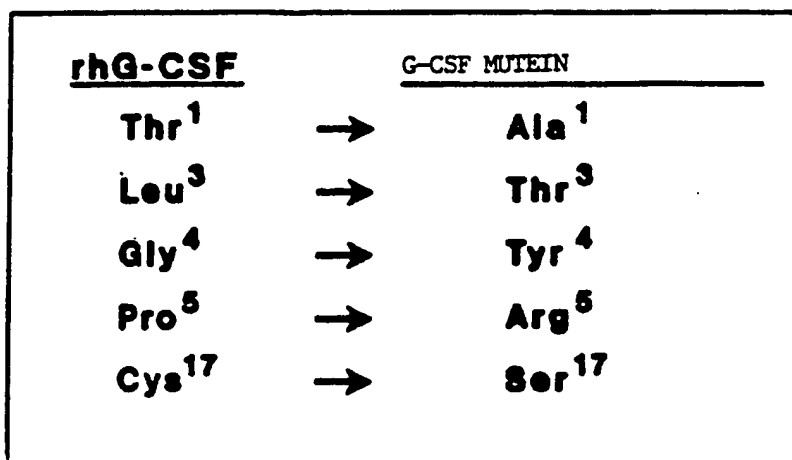 rhG-CSF G-CSF MUTEIN
Thr¹ → Ala¹
Leu³ → Thr³
Gly⁴ → Tyr⁴
Pro⁵ → Arg⁵
Cys¹⁷ → Ser¹⁷